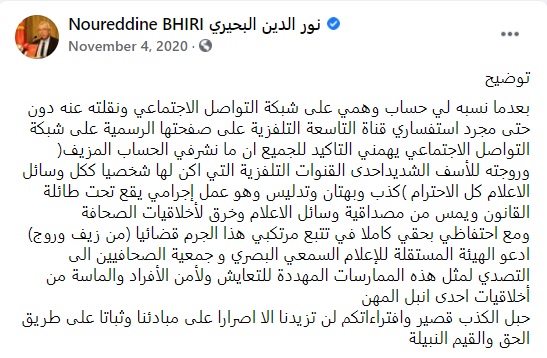 Noureddine BHIRI نور الدين البحيري
November 4, 2020
توضيح
بعدما نسبه لي حساب وهمي على شبكة التواصل الاجتماعي ونقلته عنه دون
حتى مجرد استفساري قناة التاسعة التلفزية على صفحتها الرسمية على شبكة
التواصل الاجتماعي يهمني التاكيد للجميع ان ما نشرفي الحساب المزيف(
وروجته للأسف الشديداحدى القنوات التلفزية التي اكن لها شخصيا ككل وسائل
الاعلام كل الاحترام )كذب وبهتان وتدليس وهو عمل إجرامي يقع تحت طائلة
القانون ويمس من مصداقية وسائل الاعلام وخرق لأخلاقيات الصحافة
ومع احتفاظي بحقي كاملا في تتبع مرتكبي هذا الجرم قضائيا (من زيف وروج)
ادعو الهيئة المستقلة للإعلام السمعي البصري و جمعية الصحافيين الى
التصدي لمثل هذه الممارسات المهددة للتعايش ولأمن الأفراد والماسة من
أخلاقيات احدى انبل المهن
حبل الكذب قصير وافتراءاتكم لن تزيدنا الا اصرارا على مبادئنا وثباتا على طريق
الحق والقيم النبيلة